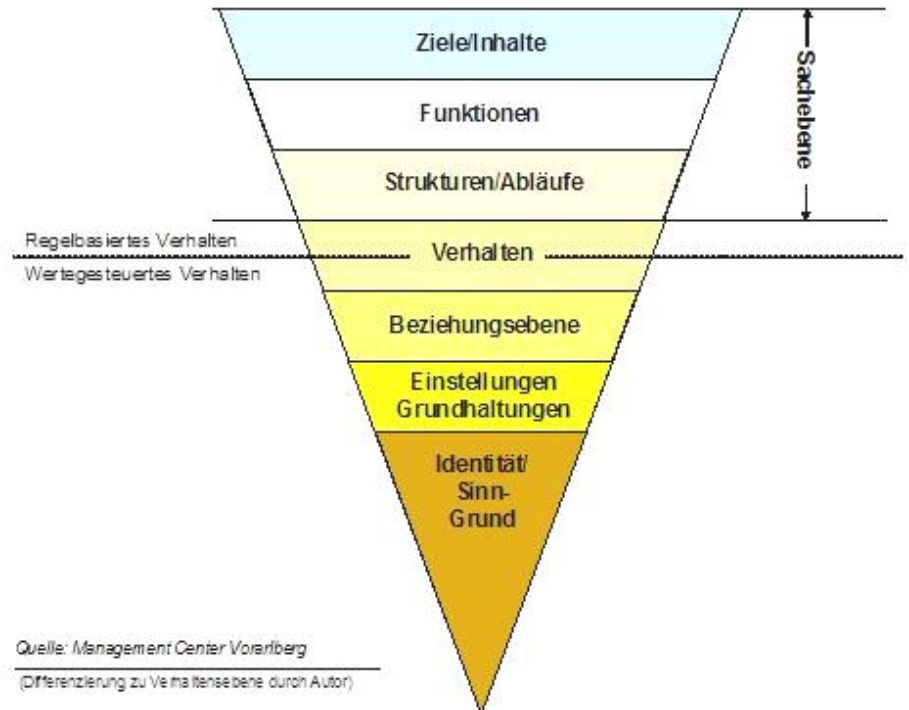 Ziele/Inhalte
Funktionen
Strukturen/Abläufe
Sachebene
Regelbasiertes Verhalten
Verhalten
Wertegesteuertes Verhalten
Beziehungsebene
Einstellungen
Grundhaltungen
Identität/
Sinn-
Grund
Quelle: Management Center Vorarlberg
(Differenzierung zu Verhaltensebene durch Autor)